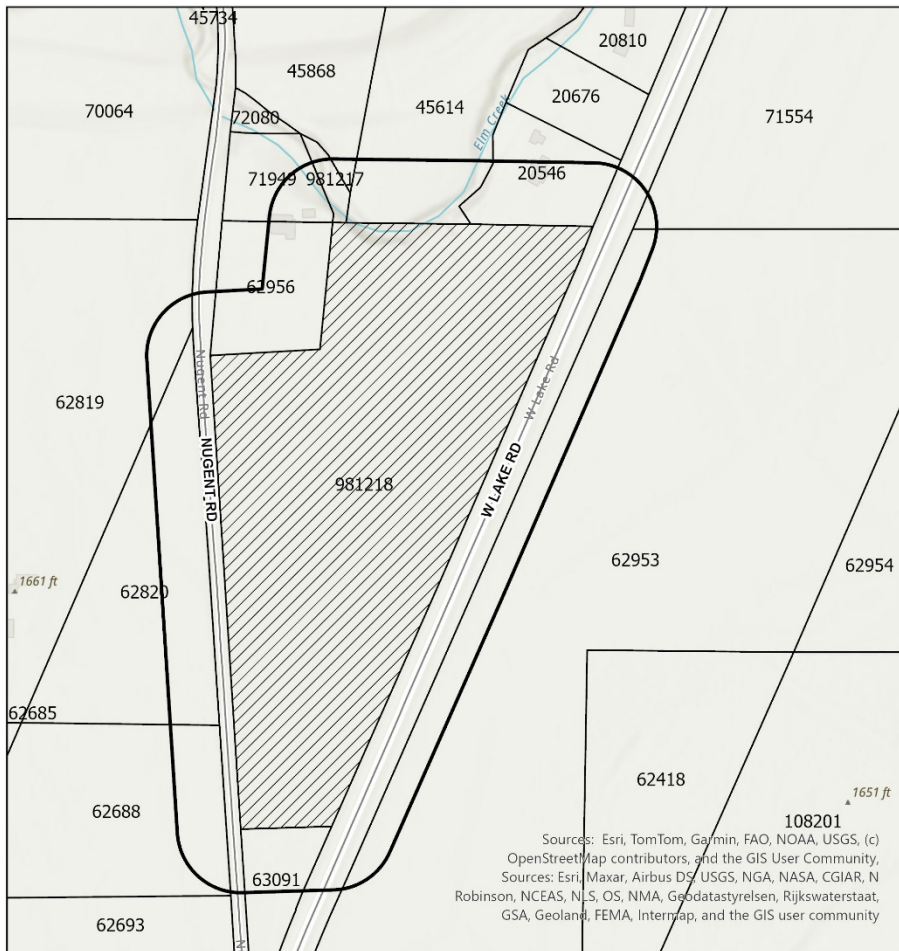 45734
45868
20810
70064
72080
45614
20676
71554
Elm Creek
71949
981217
20546
62956
Nugent Rd
W Lake Rd
62819
NUGENT RD
981218
W LAKE RD
62953
62954
1661 ft
62820
62685
62418
1651 ft
62688
108201
63091
62693
N
Sources: Esri, TomTom, Garmin, FAO, NOAA, USGS, (c)
OpenStreetMap contributors, and the GIS User Community,
Sources: Esri, Maxar, Airbus DS, USGS, NGA, NASA, CGIAR, N
Robinson, NCEAS, NLS, OS, NMA, Geodatastyrelsen, Rijkswaterstaat,
GSA, Geoland, FEMA, Intermap, and the GIS user community